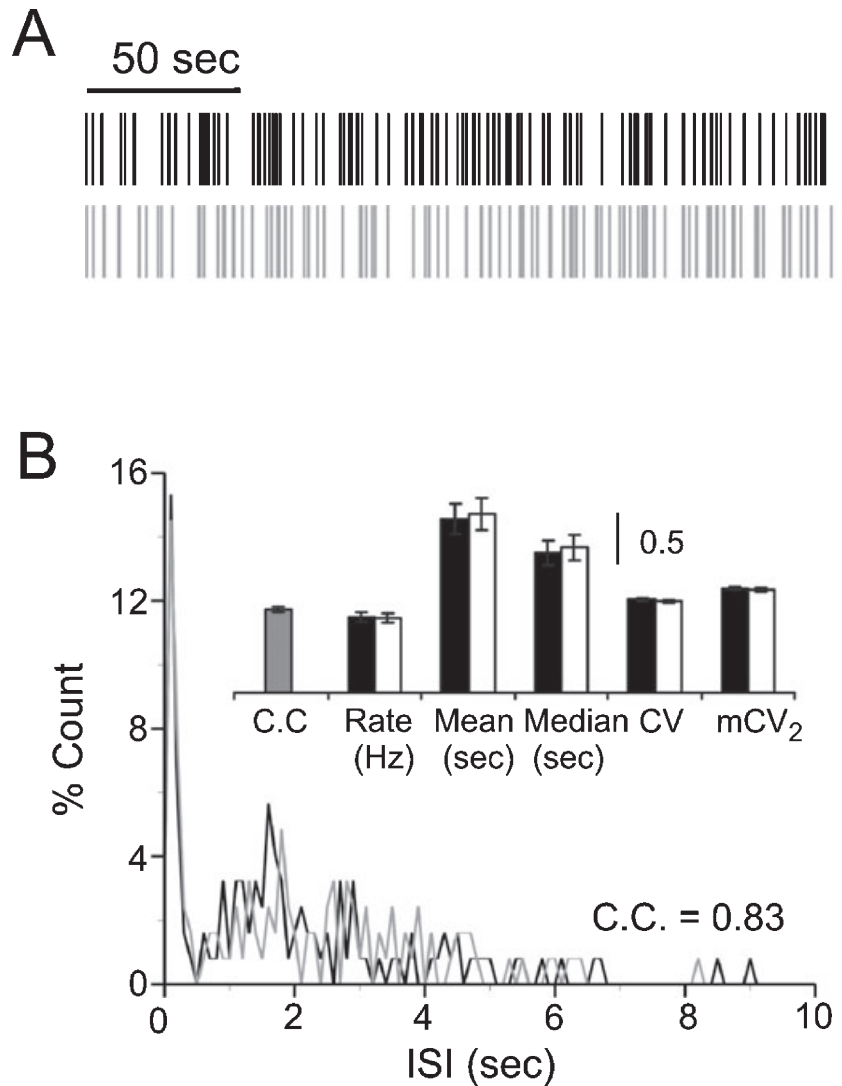 A
50 sec
B
16
12
8
4
0
% Count
0.5
C.C Rate Mean Median CV mCV₂
(Hz) (sec) (sec)
C.C. = 0.83
0 2 4 6 8 10
ISI (sec)